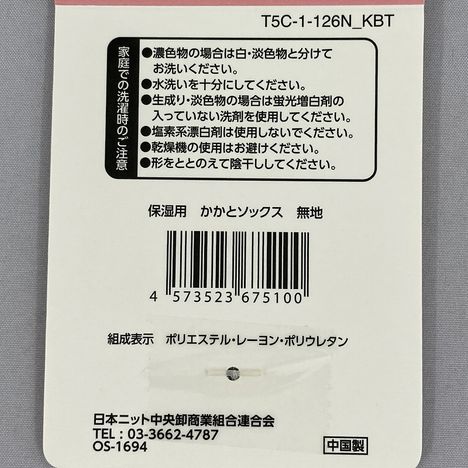 T5C-1-126N_KBT
家庭での洗濯時のご注意
●濃色物の場合は白・淡色物と分けて
お洗いください。
●水洗いを十分にしてください。
●生成り・淡色物の場合は蛍光増白剤の
入っていない洗剤を使用してください。
●塩素系漂白剤は使用しないでください。
●乾燥機の使用はお避けください。
●形をととのえて陰干ししてください。
保湿用 かかとソックス 無地
4 573523 675100
組成表示 ポリエステル・レーヨン・ポリウレタン
日本ニット中央卸商業組合連合会
TEL : 03-3662-4787
OS-1694
中国製